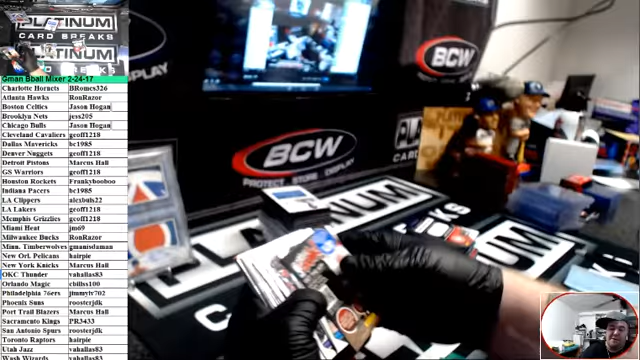 PLATINUM
CARD BREAKS
PLATINUM
Gman Bball Mixer 2-24-17
Charlotte Hornets BRomes326
Atlanta Hawks RonRazor
Boston Celtics Jason Hogan
Brooklyn Nets jess205
Chicago Bulls Jason Hogan
Cleveland Cavaliers geoff1218
Dallas Mavericks bc1985
Denver Nuggets geoff1218
Detroit Pistons Marcus Hall
GS Warriors geoff1218
Houston Rockets Frankybooboo
Indiana Pacers bc1985
LA Clippers alexbuls22
LA Lakers geoff1218
Memphis Grizzlies geoff1218
Miami Heat jm69
Milwaukee Bucks RonRazor
Minn. Timberwolves gmanisdaman
New Orl. Pelicans hairpie
New York Knicks Marcus Hall
OKC Thunder vahallas83
Orlando Magic cbillss100
Philadelphia 76ers jimmytv702
Phoenix Suns roosterjdk
Port Trail Blazers Marcus Hall
Sacramento Kings PR3433
San Antonio Spurs roosterjdk
Toronto Raptors hairpie
Utah Jazz vahallas83
Wash Wizards vahallas83
DISPLAY
BCW
BCW
PROTECT. STORE. DISPLAY.